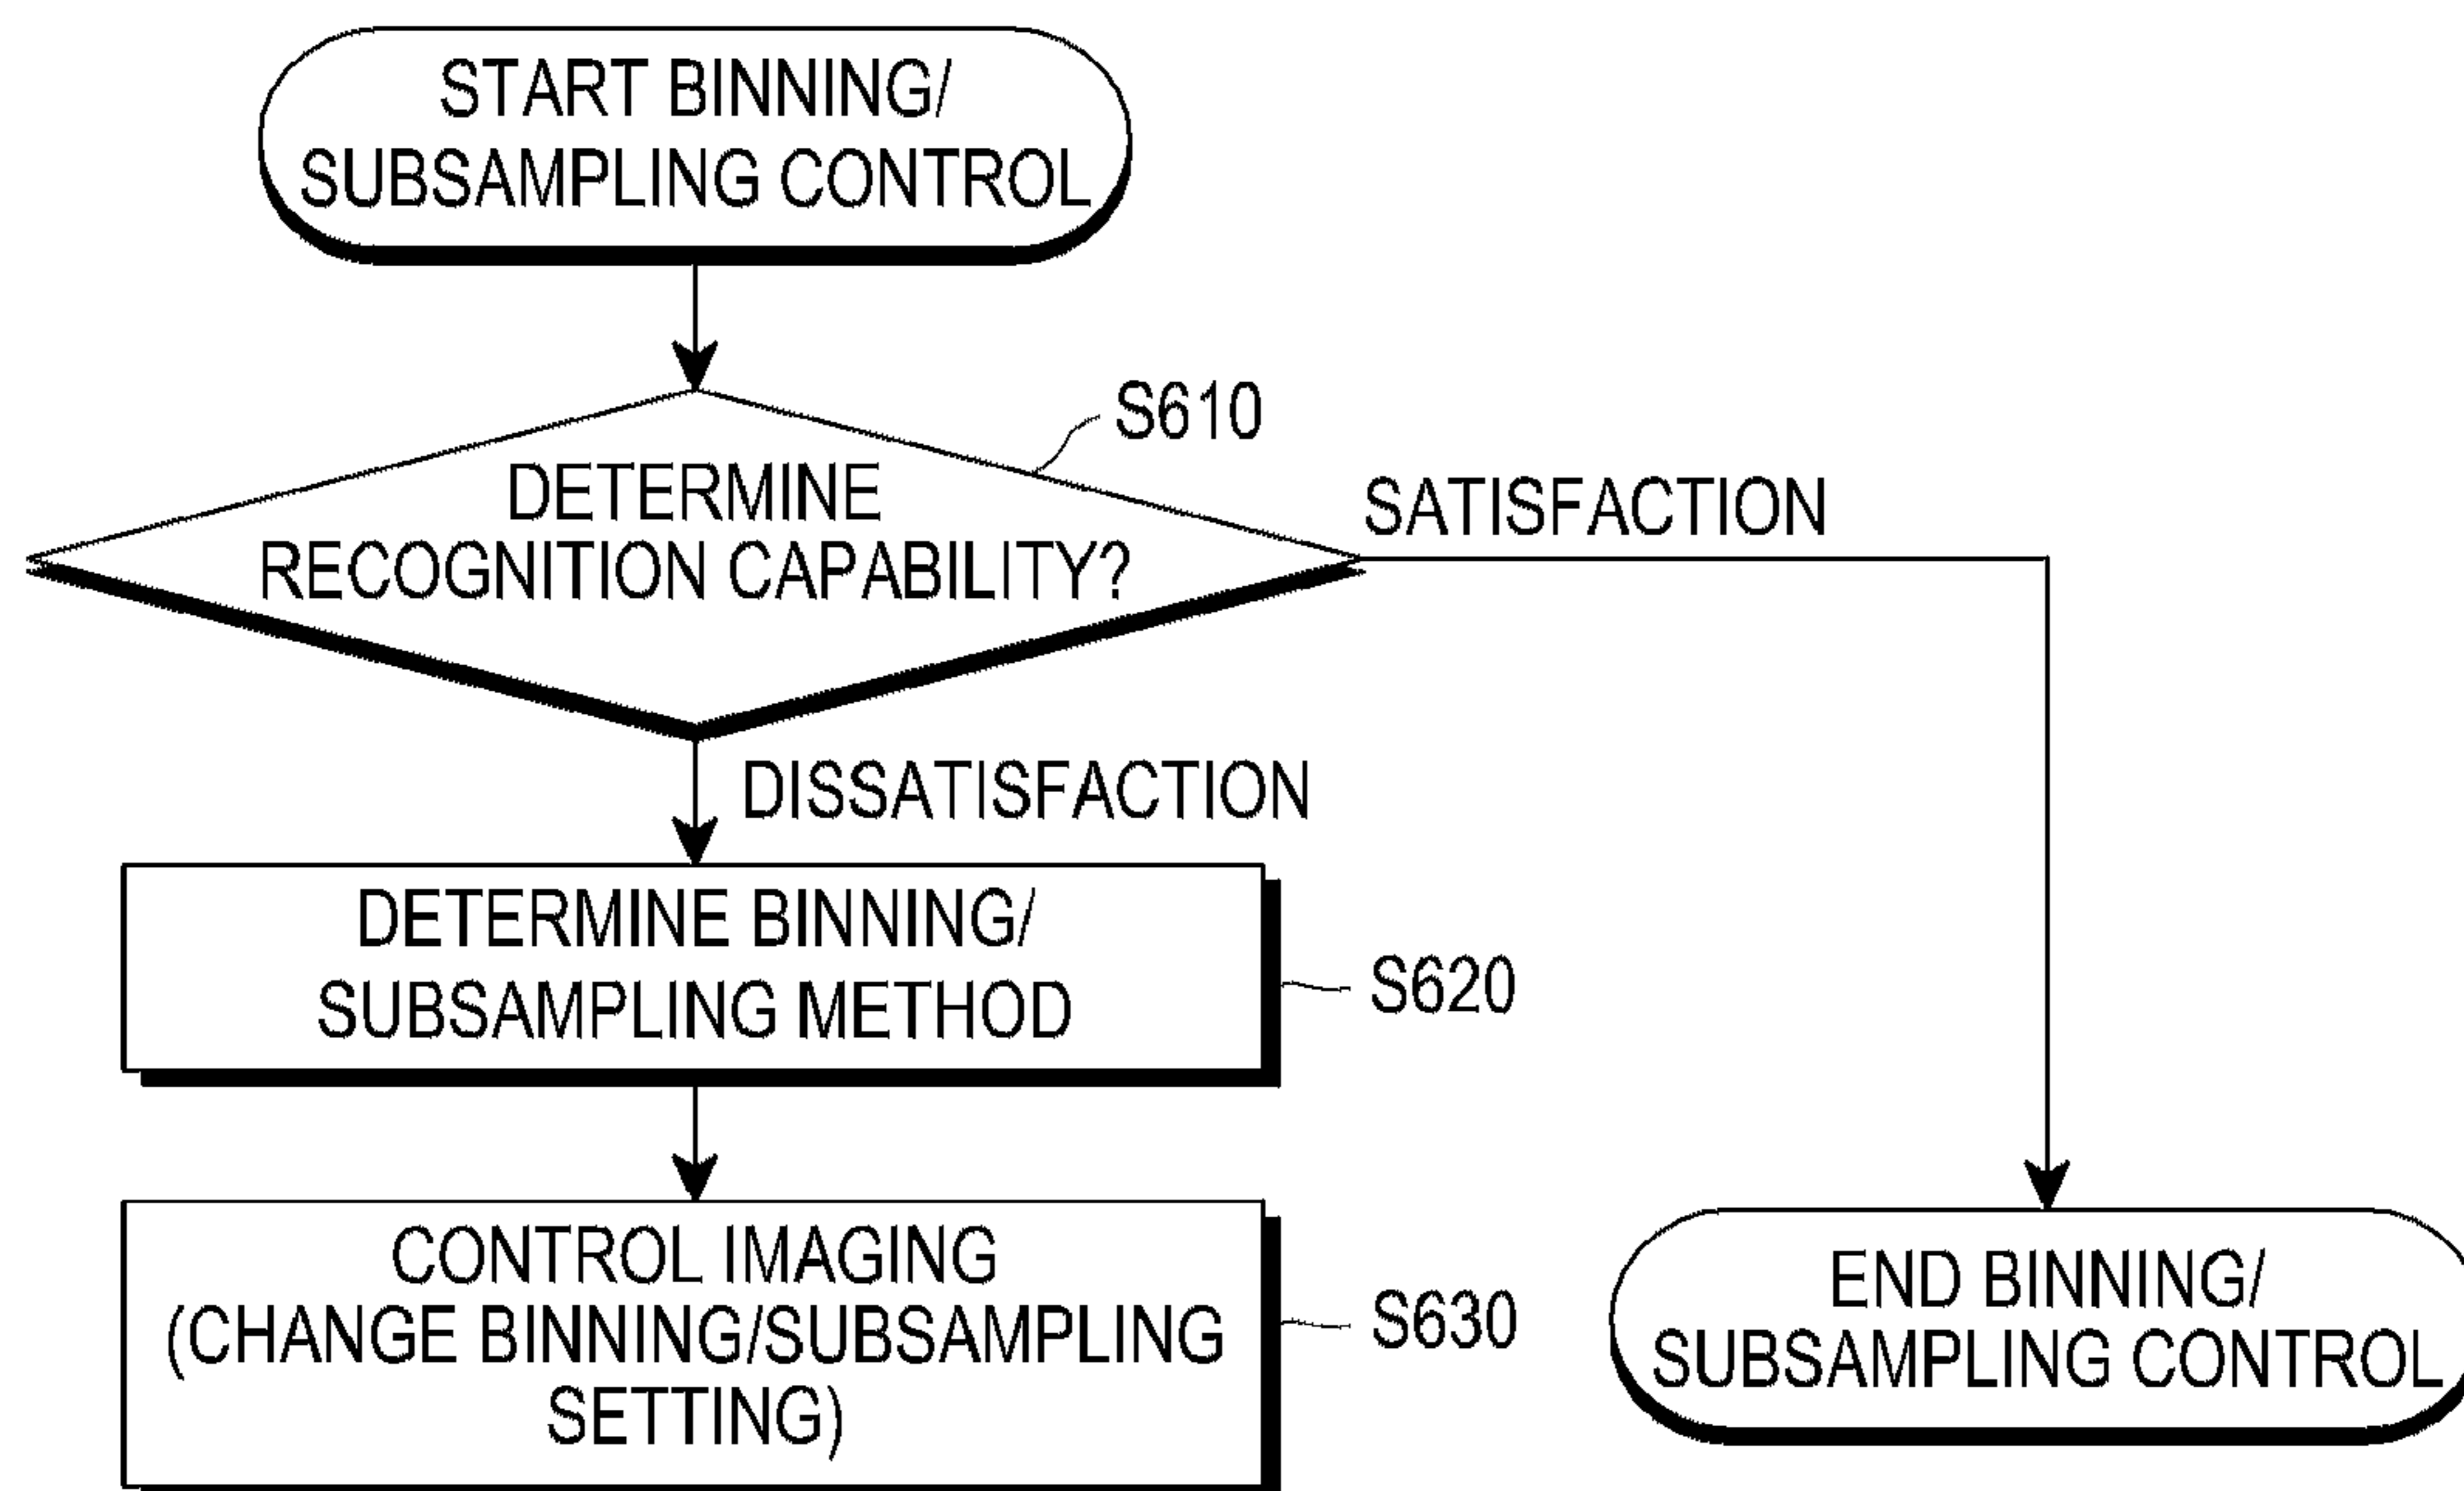 START BINNING/
SUBSAMPLING CONTROL
S610
DETERMINE
RECOGNITION CAPABILITY?
SATISFACTION
DISSATISFACTION
DETERMINE BINNING/
SUBSAMPLING METHOD
S620
CONTROL IMAGING
(CHANGE BINNING/SUBSAMPLING
SETTING)
S630
END BINNING/
SUBSAMPLING CONTROL